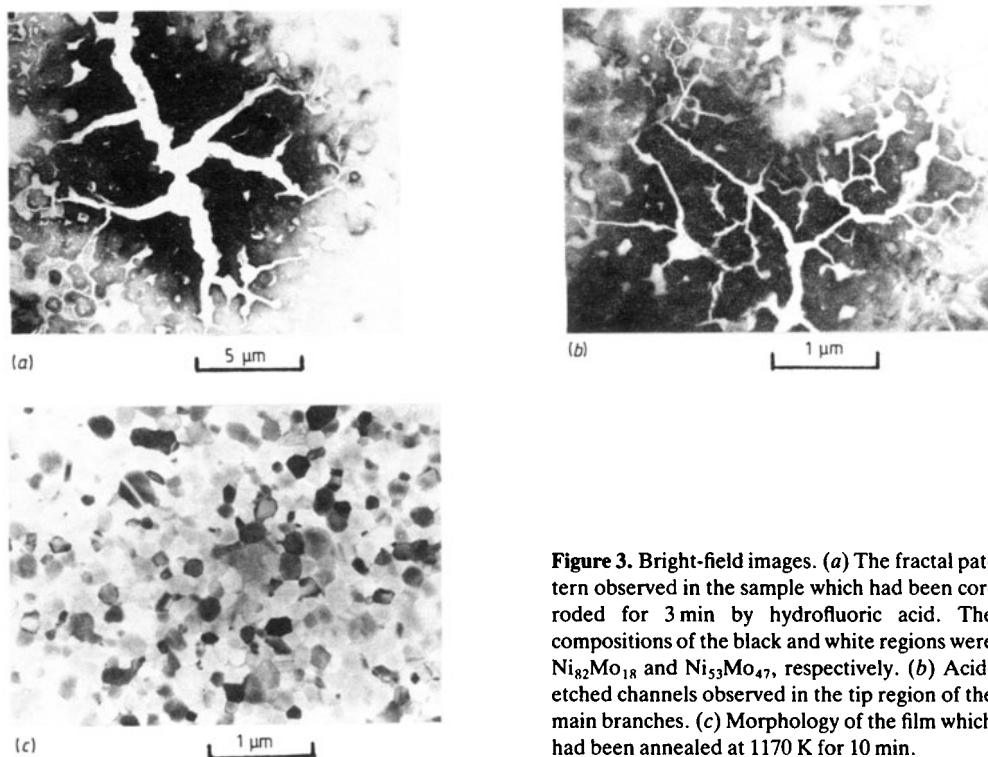 (a)
5 μm
(b)
1 μm
(c)
1 μm
Figure 3. Bright-field images. (a) The fractal pat-
tern observed in the sample which had been cor-
roded for 3 min by hydrofluoric acid. The
compositions of the black and white regions were
Ni₈₂Mo₁₈ and Ni₅₃Mo₄₇, respectively. (b) Acid-
etched channels observed in the tip region of the
main branches. (c) Morphology of the film which
had been annealed at 1170 K for 10 min.